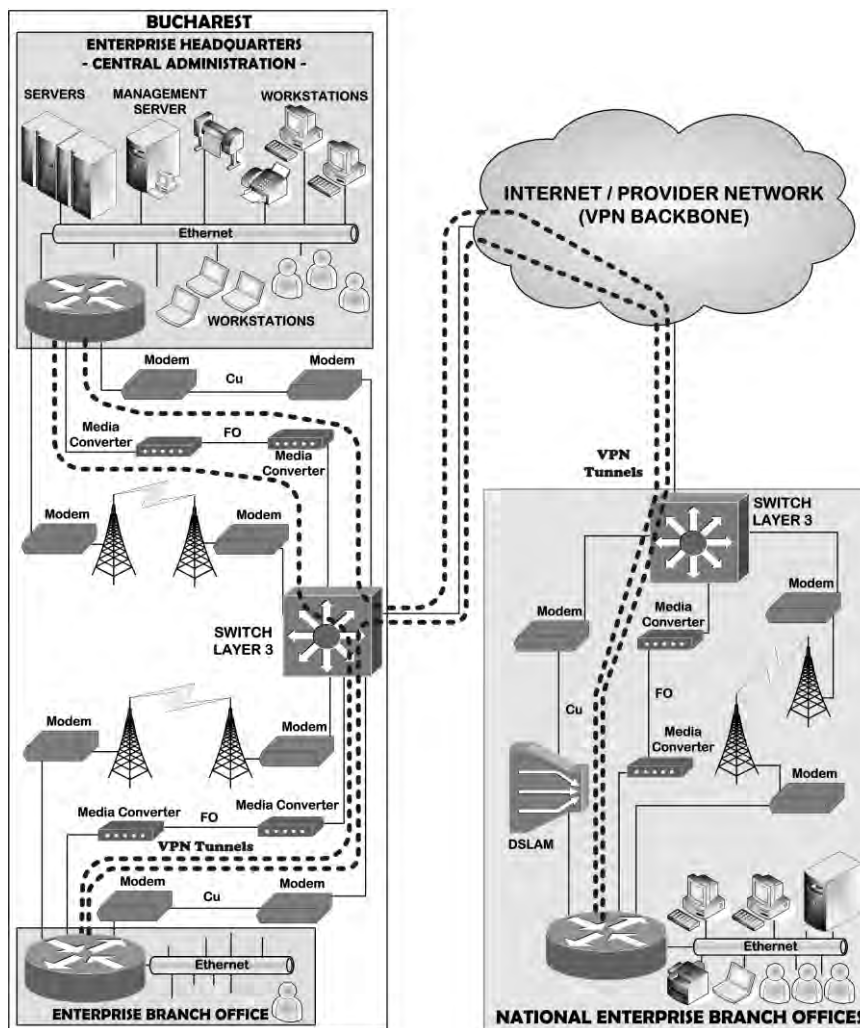 BUCHAREST
ENTERPRISE HEADQUARTERS
- CENTRAL ADMINISTRATION -
SERVERS
MANAGEMENT
SERVER
WORKSTATIONS
Ethernet
WORKSTATIONS
Modem
Cu
Modem
Media
Converter
FO
Media
Converter
Modem
Modem
SWITCH
LAYER 3
Modem
Modem
Media Converter
FO
Media Converter
VPN Tunnels
Modem
Cu
Modem
Ethernet
ENTERPRISE BRANCH OFFICE
INTERNET / PROVIDER NETWORK
(VPN BACKBONE)
VPN
Tunnels
SWITCH
LAYER 3
Modem
Media
Converter
Modem
Cu
FO
Media
Converter
Modem
DSLAM
Ethernet
NATIONAL ENTERPRISE BRANCH OFFICES